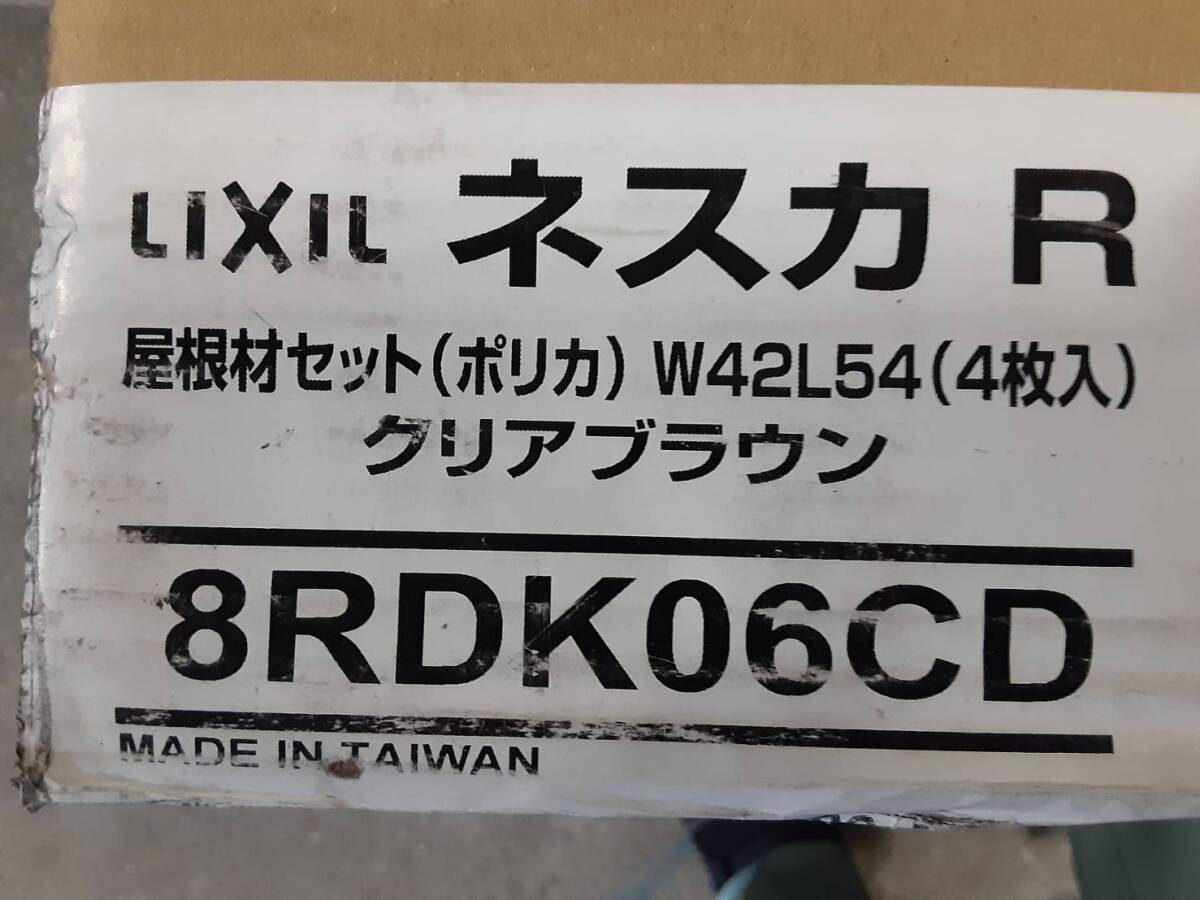 LIXIL ネスカ R
屋根材セット(ポリカ) W42L54(4枚入)
クリアブラウン
8RDK06CD
MADE IN TAIWAN